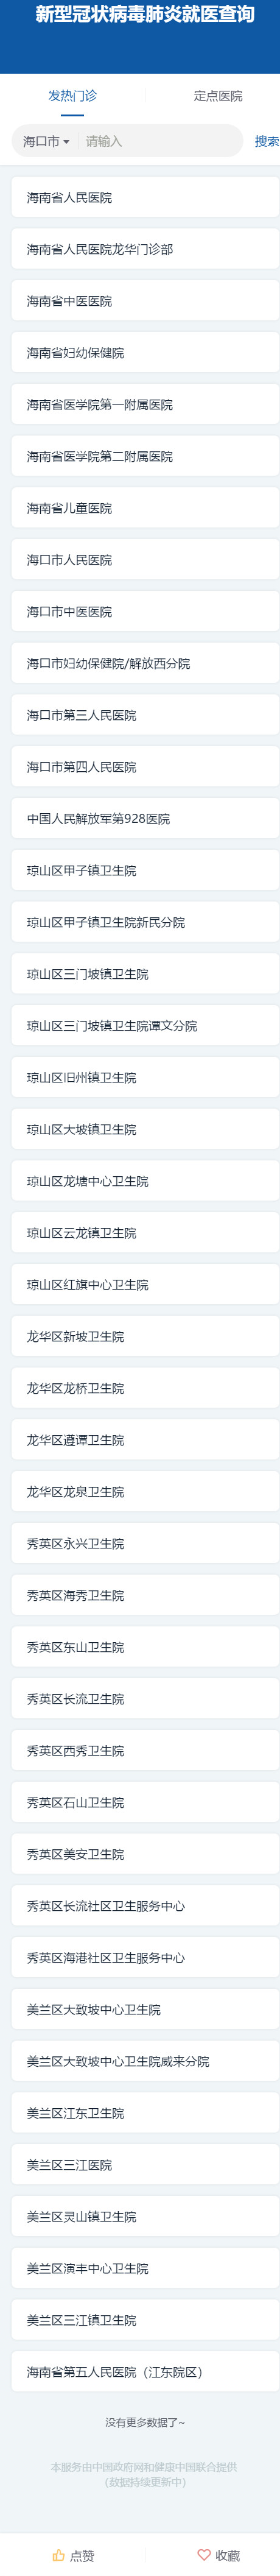 新型冠状病毒肺炎就医查询
发热门诊 定点医院
海口市 请输入 搜索
海南省人民医院
海南省人民医院龙华门诊部
海南省中医医院
海南省妇幼保健院
海南省医学院第一附属医院
海南省医学院第二附属医院
海南省儿童医院
海口市人民医院
海口市中医医院
海口市妇幼保健院/解放西分院
海口市第三人民医院
海口市第四人民医院
中国人民解放军第928医院
琼山区甲子镇卫生院
琼山区甲子镇卫生院新民分院
琼山区三门坡镇卫生院
琼山区三门坡镇卫生院谭文分院
琼山区旧州镇卫生院
琼山区大坡镇卫生院
琼山区龙塘中心卫生院
琼山区云龙镇卫生院
琼山区红旗中心卫生院
龙华区新坡卫生院
龙华区龙桥卫生院
龙华区遵谭卫生院
龙华区龙泉卫生院
秀英区永兴卫生院
秀英区海秀卫生院
秀英区东山卫生院
秀英区长流卫生院
秀英区西秀卫生院
秀英区石山卫生院
秀英区美安卫生院
秀英区长流社区卫生服务中心
秀英区海港社区卫生服务中心
美兰区大致坡中心卫生院
美兰区大致坡中心卫生院咸来分院
美兰区江东卫生院
美兰区三江医院
美兰区灵山镇卫生院
美兰区演丰中心卫生院
美兰区三江镇卫生院
海南省第五人民医院（江东院区）
没有更多数据了~
本服务由中国政府网和健康中国联合提供
（数据持续更新中）
点赞 收藏